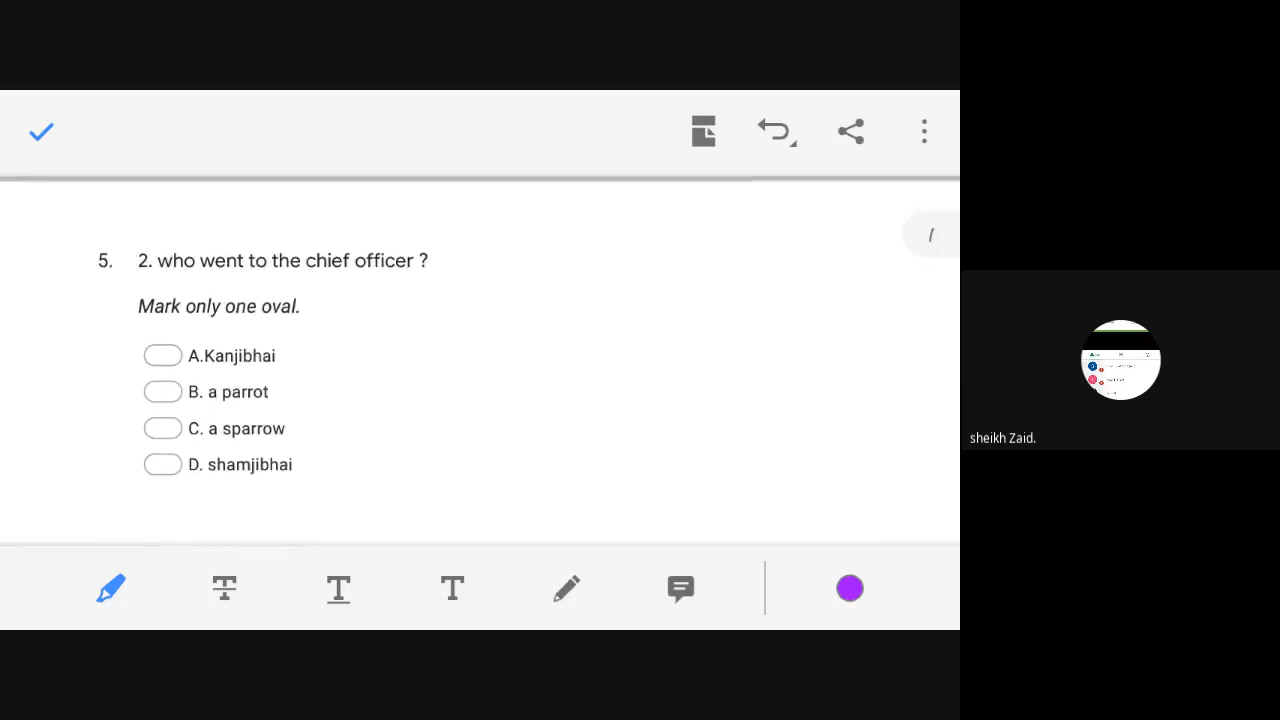 5. 2. who went to the chief officer ?
Mark only one oval.
A.Kanjibhai
B. a parrot
C. a sparrow
D. shamjibhai
sheikh Zaid.